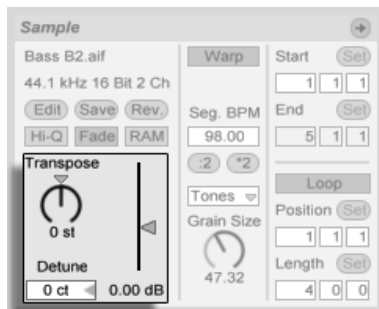 Sample
Bass B2.aif
44.1 kHz 16 Bit 2 Ch
Edit Save Rev.
Hi-Q Fade RAM
Transpose
0 st
Detune
0 ct 0.00 dB
Warp
Seg. BPM
98.00
:2 *2
Tones
Grain Size
47.32
Start Set
1 1 1
End Set
5 1 1
Loop
Position Set
1 1 1
Length Set
4 0 0